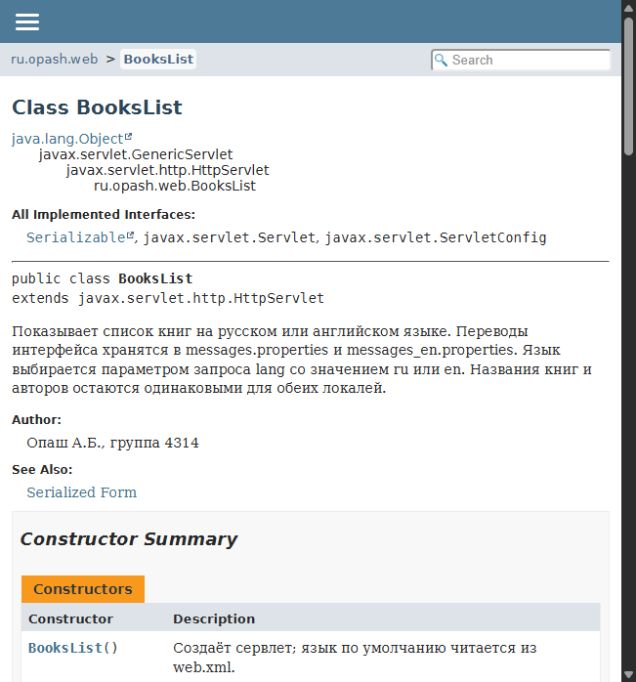 ru.opash.web > BooksList
Search
Class BooksList
java.lang.Object
javax.servlet.GenericServlet
javax.servlet.http.HttpServlet
ru.opash.web.BooksList
All Implemented Interfaces:
Serializable, javax.servlet.Servlet, javax.servlet.ServletConfig
public class BooksList
extends javax.servlet.http.HttpServlet
Показывает список книг на русском или английском языке. Переводы
интерфейса хранятся в messages.properties и messages_en.properties. Язык
выбирается параметром запроса lang со значением ru или en. Названия книг и
авторов остаются одинаковыми для обеих локалей.
Author:
Опаш А.Б., группа 4314
See Also:
Serialized Form
Constructor Summary
Constructors
Constructor Description
BooksList() Создаёт сервлет; язык по умолчанию читается из
web.xml.